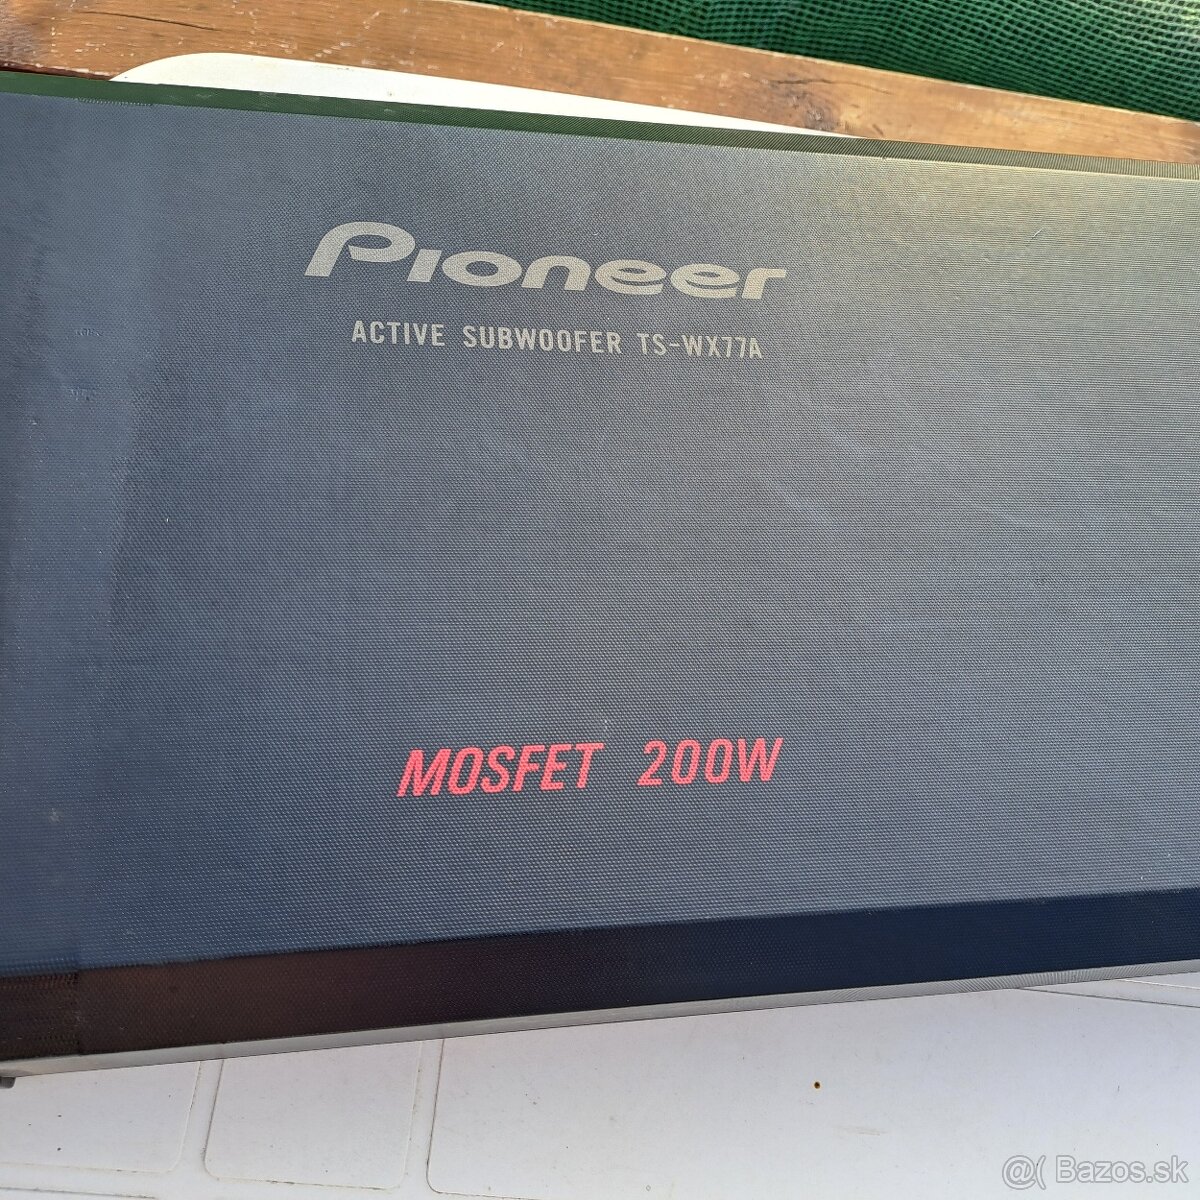 Pioneer
ACTIVE SUBWOOFER TS-WX77A
MOSFET 200W
@( Bazos.sk